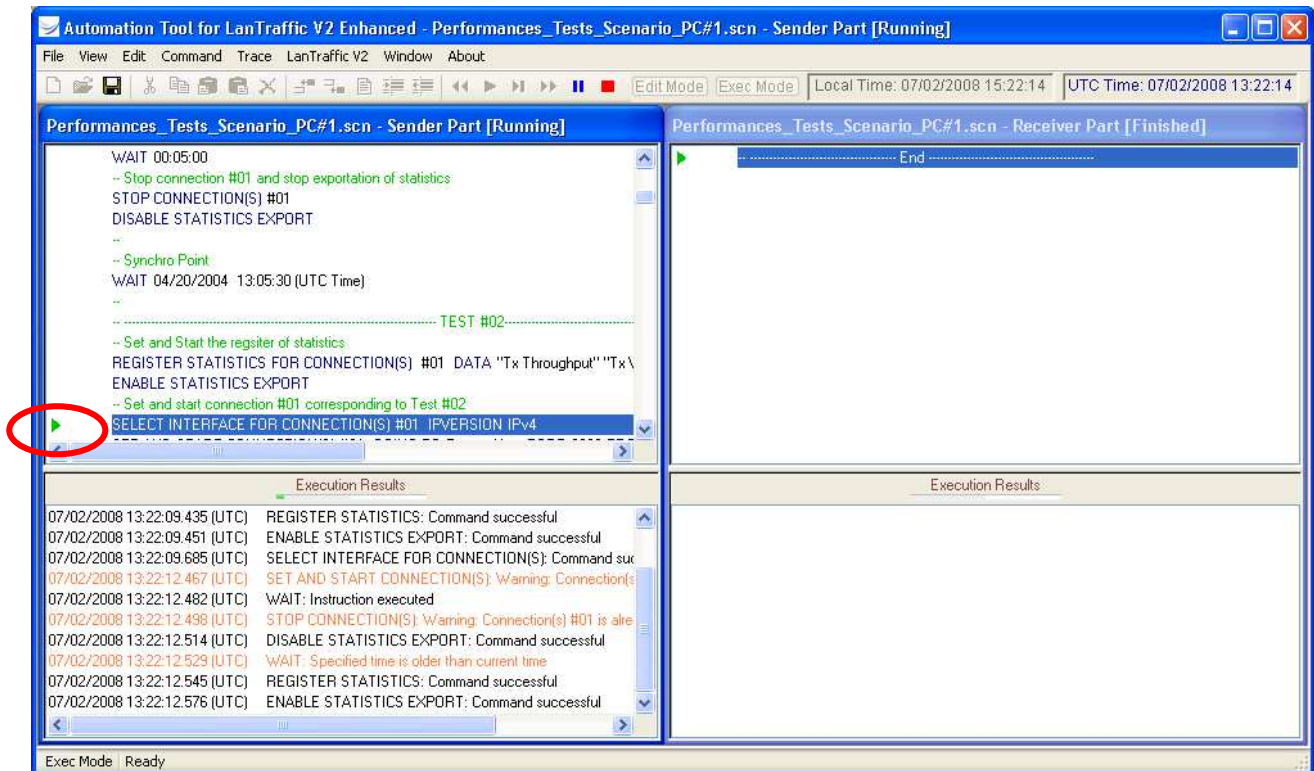 Automation Tool for LanTraffic V2 Enhanced - Performances_Tests_Scenario_PC#1.scn - Sender Part [Running]
File View Edit Command Trace LanTraffic V2 Window About
Edit Mode Exec Mode Local Time: 07/02/2008 15:22:14 UTC Time: 07/02/2008 13:22:14
Performances_Tests_Scenario_PC#1.scn - Sender Part [Running]
WAIT 00:05:00
-- Stop connection #01 and stop exportation of statistics
STOP CONNECTION(S) #01
DISABLE STATISTICS EXPORT
--
-- Synchro Point
WAIT 04/20/2004 13:05:30 (UTC Time)
--
-- ---------------------------------------------------------------------- TEST #02-----------------------------
-- Set and Start the regsiter of statistics
REGISTER STATISTICS FOR CONNECTION(S) #01 DATA "Tx Throughput" "Tx
ENABLE STATISTICS EXPORT
-- Set and start connection #01 corresponding to Test #02
SELECT INTERFACE FOR CONNECTION(S) #01 IPVERSION IPv4
Execution Results
07/02/2008 13:22:09.435 (UTC) REGISTER STATISTICS: Command successful
07/02/2008 13:22:09.451 (UTC) ENABLE STATISTICS EXPORT: Command successful
07/02/2008 13:22:09.685 (UTC) SELECT INTERFACE FOR CONNECTION(S): Command suc
07/02/2008 13:22:12.467 (UTC) SET AND START CONNECTION(S): Warning: Connection(s
07/02/2008 13:22:12.482 (UTC) WAIT: Instruction executed
07/02/2008 13:22:12.498 (UTC) STOP CONNECTION(S): Warning: Connection(s) #01 is alre
07/02/2008 13:22:12.514 (UTC) DISABLE STATISTICS EXPORT: Command successful
07/02/2008 13:22:12.529 (UTC) WAIT: Specified time is older than current time
07/02/2008 13:22:12.545 (UTC) REGISTER STATISTICS: Command successful
07/02/2008 13:22:12.576 (UTC) ENABLE STATISTICS EXPORT: Command successful
Performances_Tests_Scenario_PC#1.scn - Receiver Part [Finished]
-- ------------------------------------ End ----------------------------------------
Execution Results
Exec Mode Ready